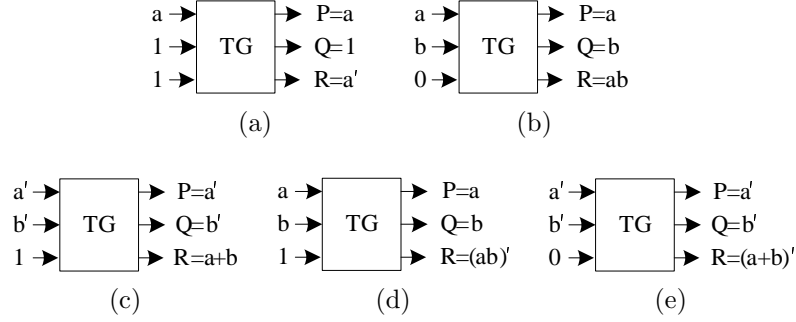 a TG P=a
1 Q=1
1 R=a'
(a)
a TG P=a
b Q=b
0 R=ab
(b)
a' TG P=a'
b' Q=b'
1 R=a+b
(c)
a TG P=a
b Q=b
1 R=(ab)'
(d)
a' TG P=a'
b' Q=b'
0 R=(a+b)'
(e)